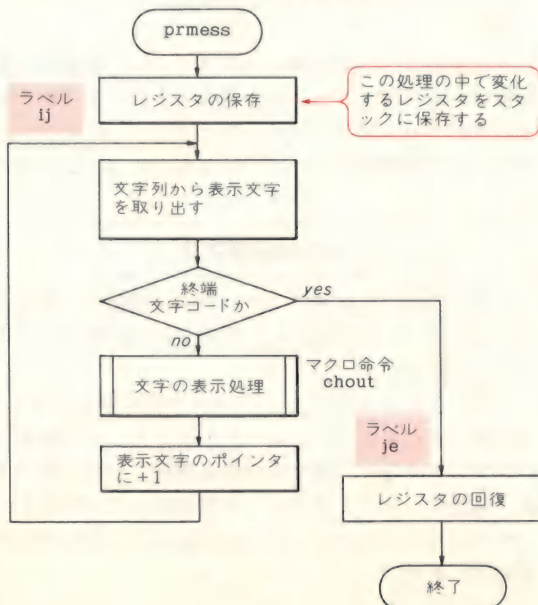 prmess
ラベル
ij
レジスタの保存
この処理の中で変化
するレジスタをスタ
ックに保存する
文字列から表示文字
を取り出す
終端
文字コードか
yes
no
文字の表示処理
マクロ命令
chout
表示文字のポインタ
に+1
ラベル
je
レジスタの回復
終了